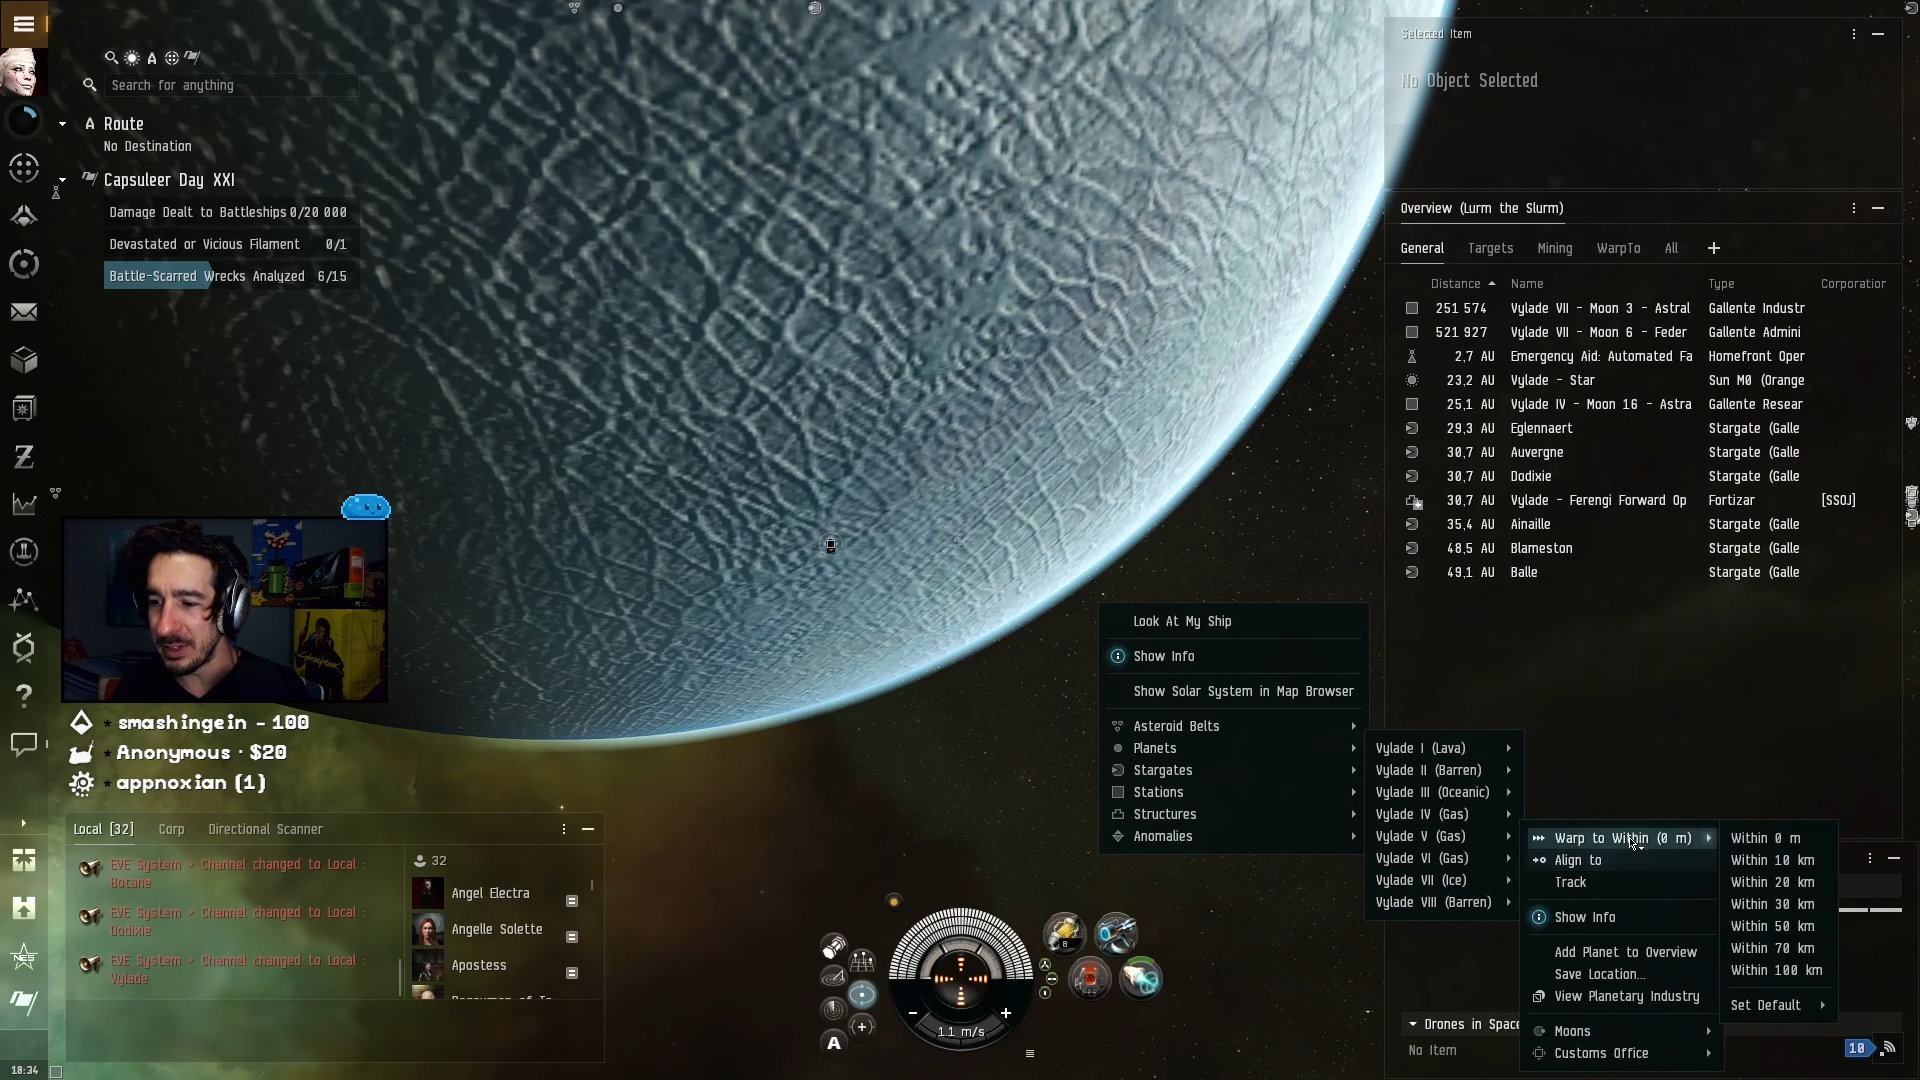 Search for anything
A Route
No Destination
Capsuleer Day XXI
Damage Dealt to Battleships 0/20 000
Devastated or Vicious Filament 0/1
Battle-Scarred Wrecks Analyzed 6/15
smashingein - 100
Anonymous · $20
appnoxian (1)
Local [32] Corp Directional Scanner
EVE System > Channel changed to Local :
Botane
EVE System > Channel changed to Local :
Dodixie
EVE System > Channel changed to Local :
Vylade
32
Angel Electra
Angelle Solette
Apostess
18:34
NES
A
8
1.1 m/s
Selected Item
No Object Selected
Overview (Lurm the Slurm)
General Targets Mining WarpTo All +
Distance Name Type Corporation
251 574 Vylade VII - Moon 3 - Astral Gallente Industr
521 927 Vylade VII - Moon 6 - Feder Gallente Admini
2,7 AU Emergency Aid: Automated Fa Homefront Oper
23,2 AU Vylade - Star Sun M0 (Orange
25,1 AU Vylade IV - Moon 16 - Astra Gallente Resear
29,3 AU Eglennaert Stargate (Galle
30,7 AU Auvergne Stargate (Galle
30,7 AU Dodixie Stargate (Galle
30,7 AU Vylade - Ferengi Forward Op Fortizar [SSOJ]
35,4 AU Ainaille Stargate (Galle
48,5 AU Blameston Stargate (Galle
49,1 AU Balle Stargate (Galle
Look At My Ship
Show Info
Show Solar System in Map Browser
Asteroid Belts
Planets
Stargates
Stations
Structures
Anomalies
Vylade I (Lava)
Vylade II (Barren)
Vylade III (Oceanic)
Vylade IV (Gas)
Vylade V (Gas)
Vylade VI (Gas)
Vylade VII (Ice)
Vylade VIII (Barren)
Warp to Within (0 m)
Align to
Track
Show Info
Add Planet to Overview
Save Location...
View Planetary Industry
Moons
Customs Office
Within 0 m
Within 10 km
Within 20 km
Within 30 km
Within 50 km
Within 70 km
Within 100 km
Set Default
Drones in Space
No Item
10